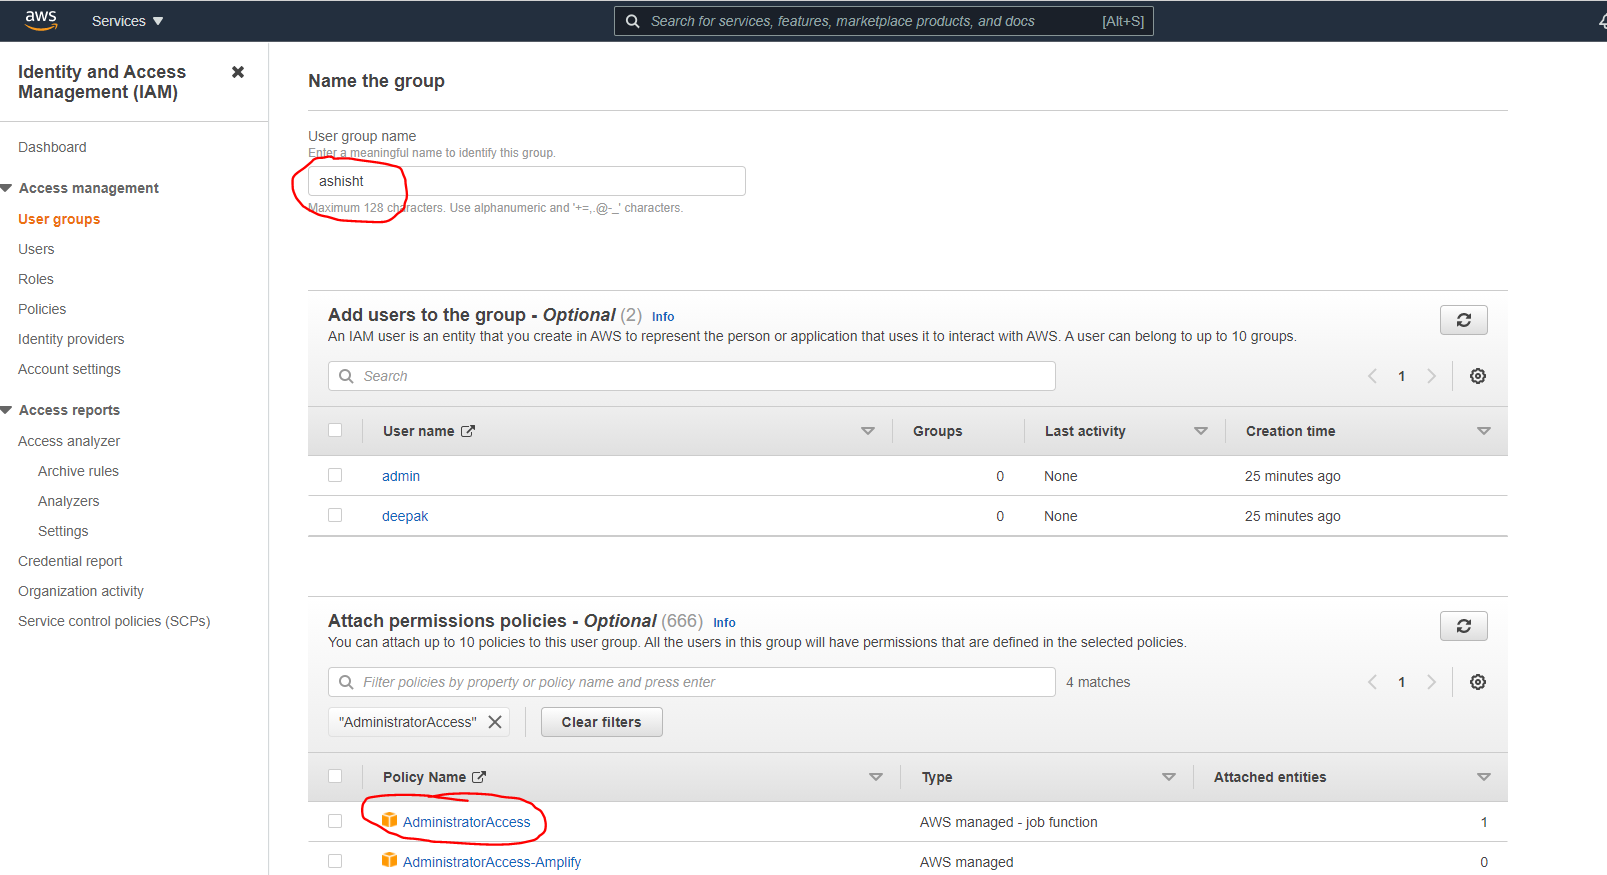 aws
Services
Search for services, features, marketplace products, and docs
[Alt+S]
Identity and Access
Management (IAM)
Dashboard
Access management
User groups
Users
Roles
Policies
Identity providers
Account settings
Access reports
Access analyzer
Archive rules
Analyzers
Settings
Credential report
Organization activity
Service control policies (SCPs)
Name the group
User group name
Enter a meaningful name to identify this group.
ashisht
Maximum 128 characters. Use alphanumeric and '+=,.@-_' characters.
Add users to the group - Optional (2) Info
An IAM user is an entity that you create in AWS to represent the person or application that uses it to interact with AWS. A user can belong to up to 10 groups.
Search
1
User name Groups Last activity Creation time
admin 0 None 25 minutes ago
deepak 0 None 25 minutes ago
Attach permissions policies - Optional (666) Info
You can attach up to 10 policies to this user group. All the users in this group will have permissions that are defined in the selected policies.
Filter policies by property or policy name and press enter
4 matches
1
"AdministratorAccess"
Clear filters
Policy Name Type Attached entities
AdministratorAccess AWS managed - job function 1
AdministratorAccess-Amplify AWS managed 0